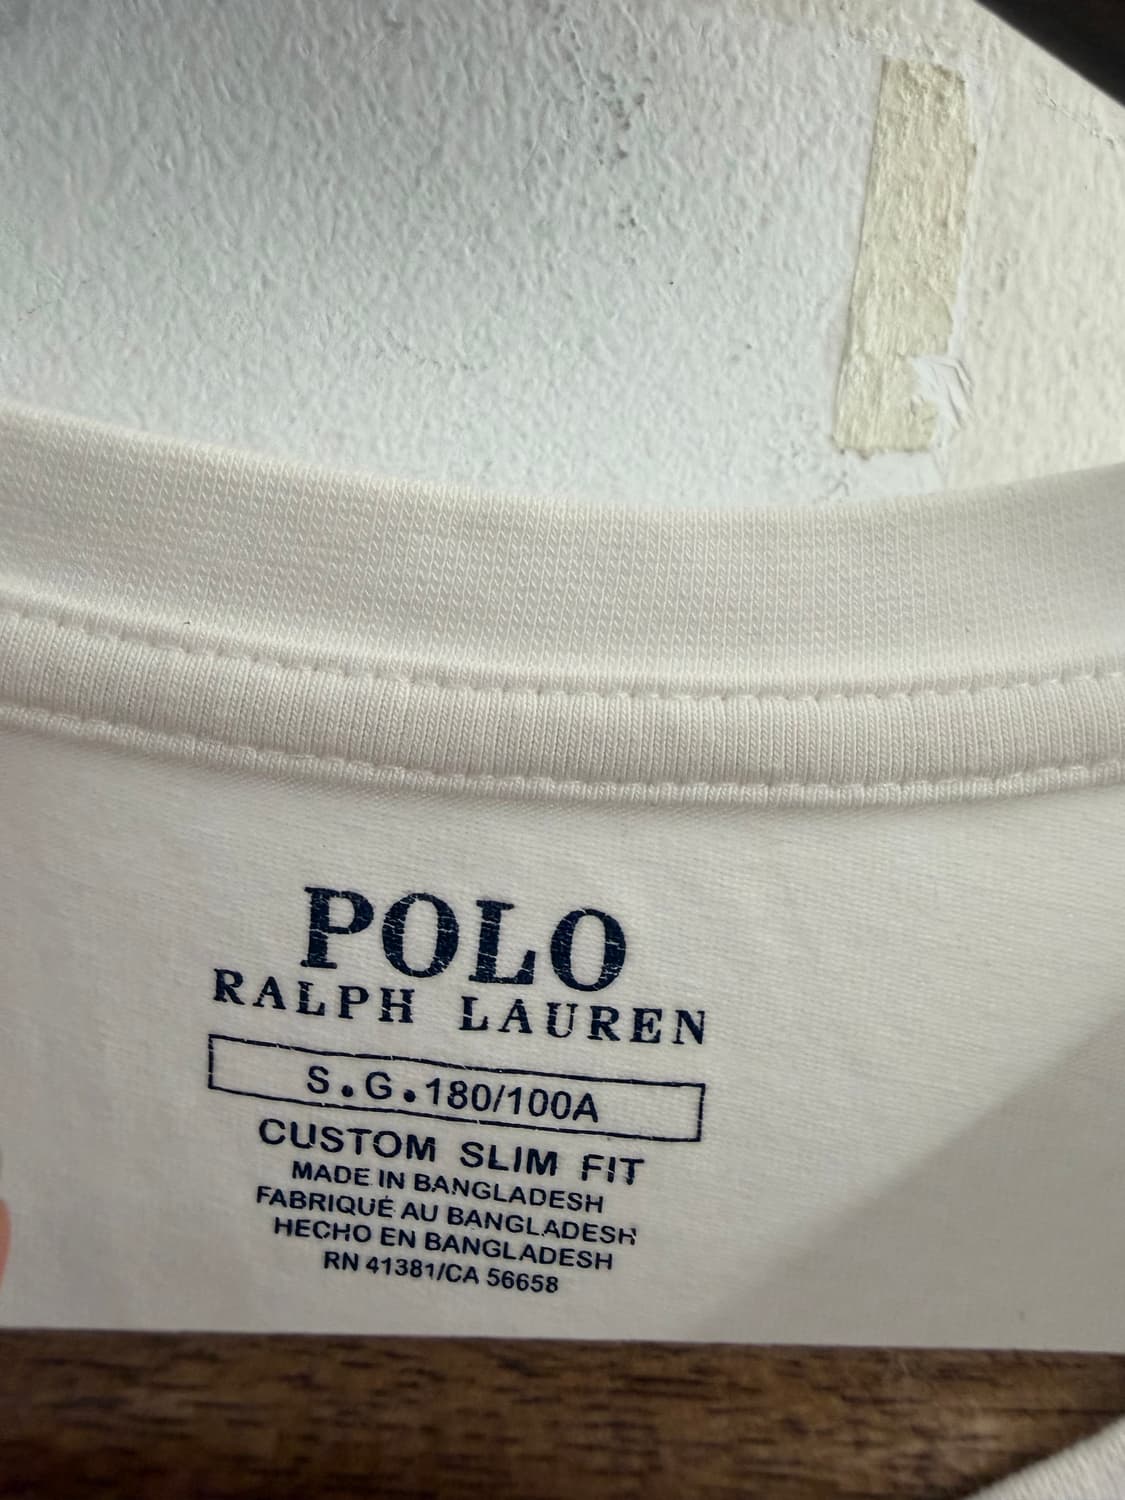 POLO
RALPH LAUREN
S.G.180/100A
CUSTOM SLIM FIT
MADE IN BANGLADESH
FABRIQUÉ AU BANGLADESH
HECHO EN BANGLADESH
RN 41381/CA 56658